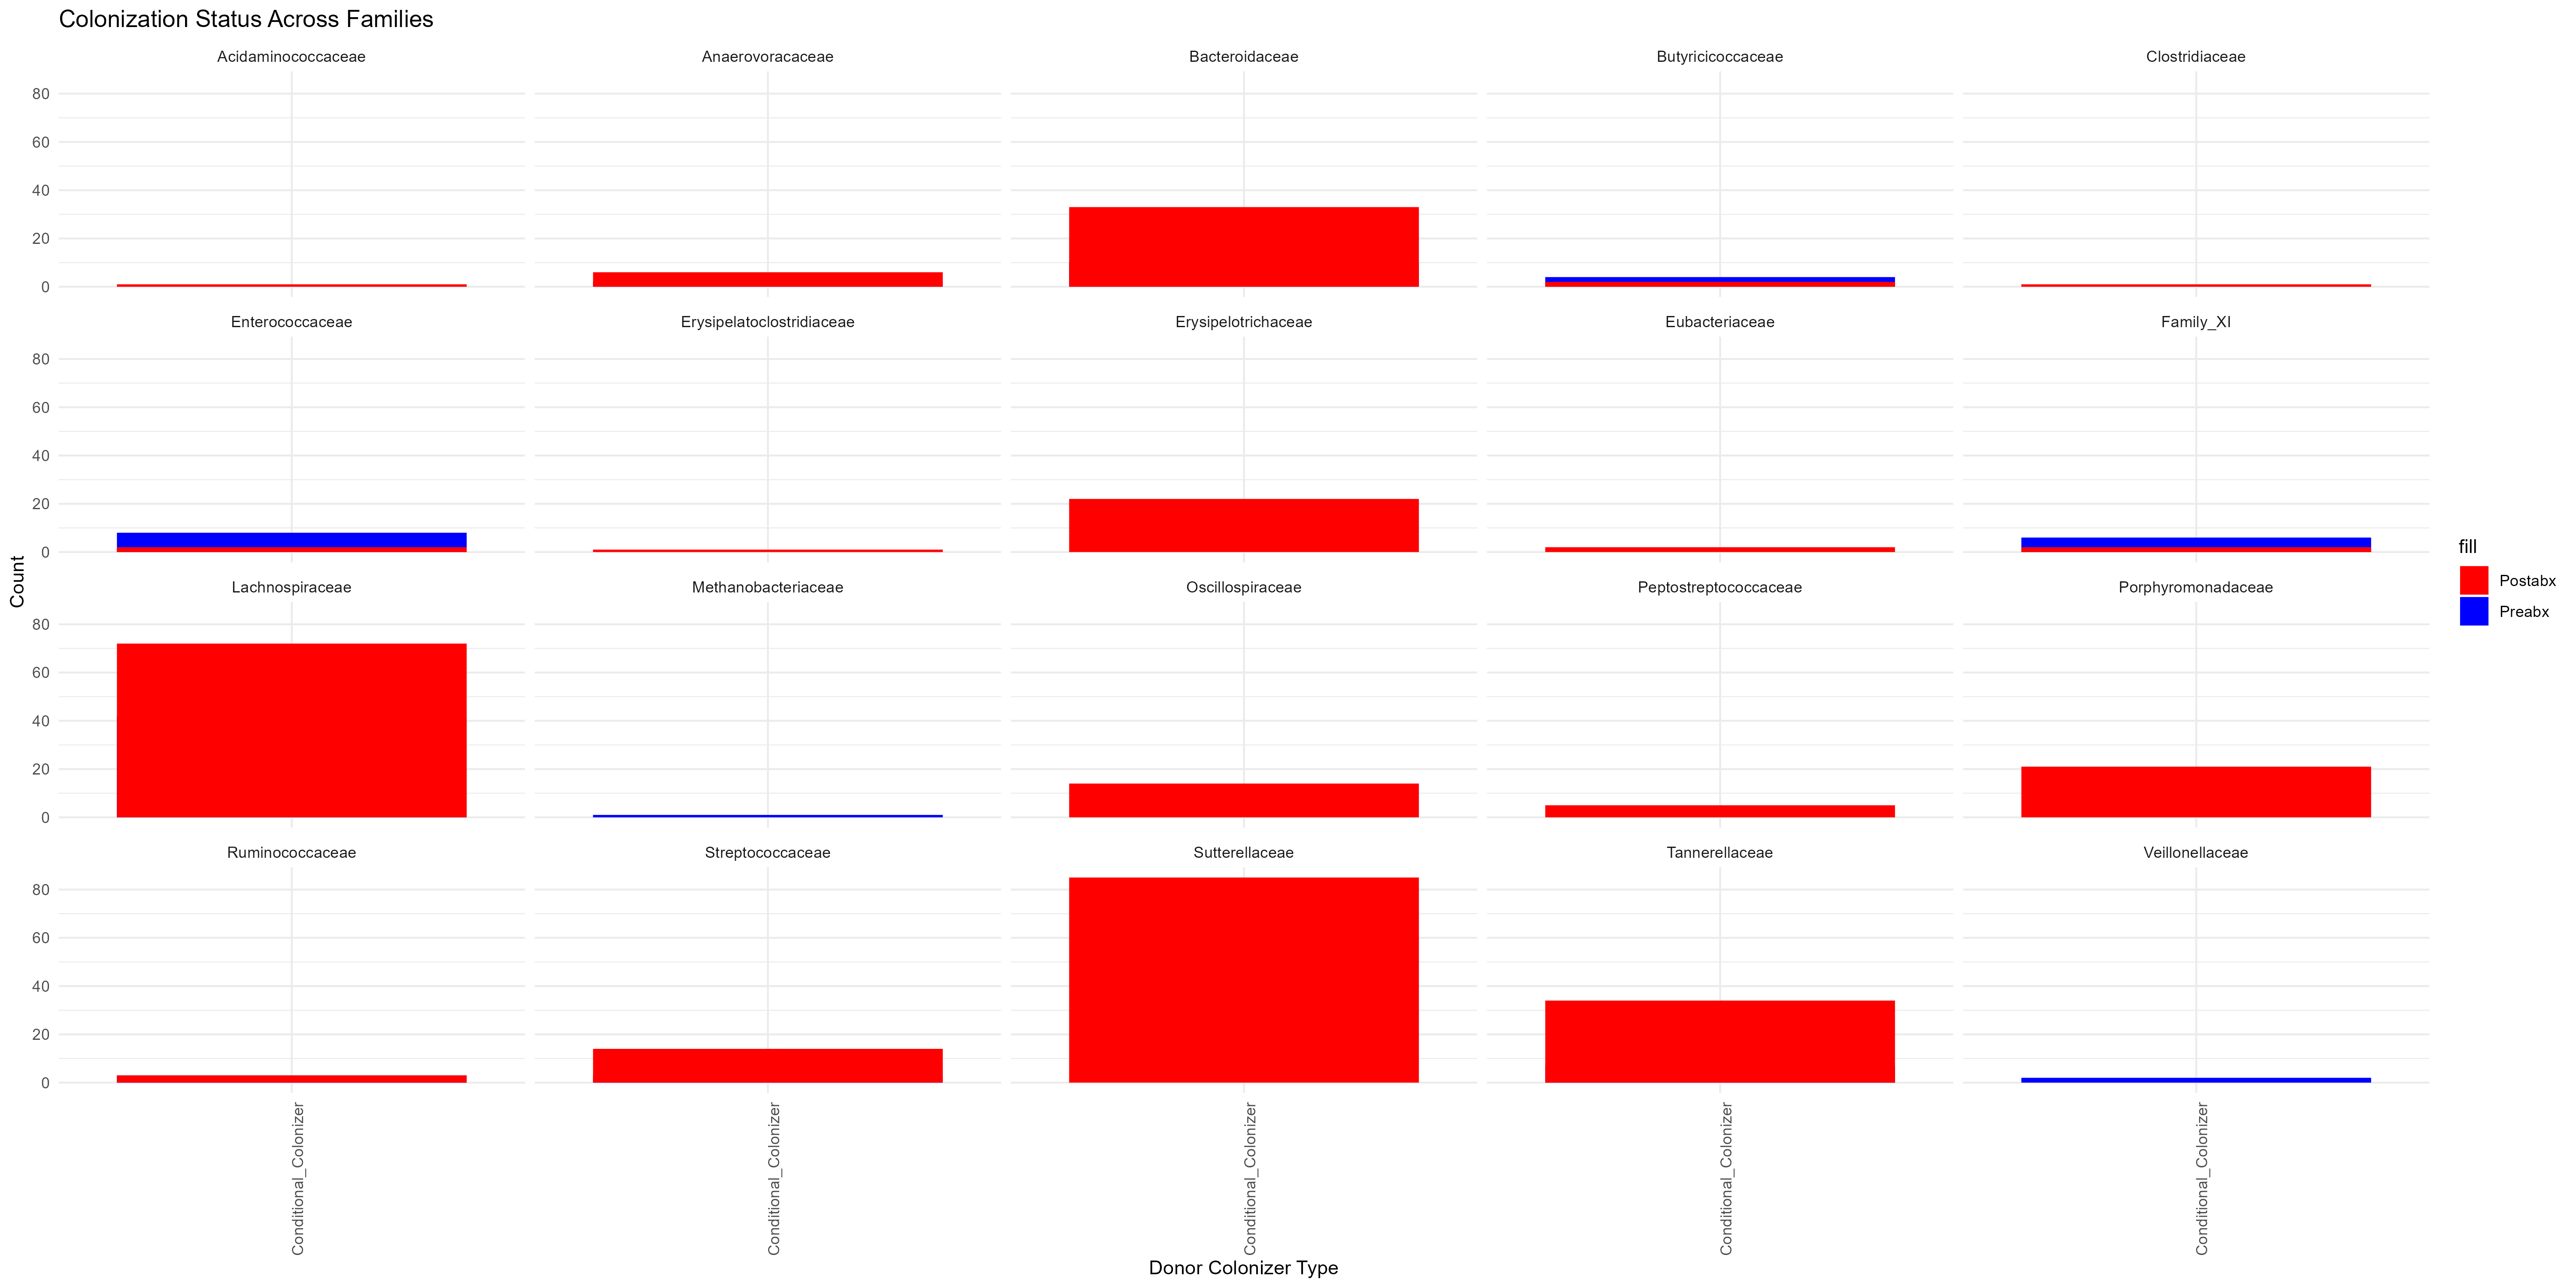 Colonization Status Across Families
Acidaminococcaceae
Anaerovoracaceae
Bacteroidaceae
Butyricicoccaceae
Clostridiaceae
80
60
40
20
0
Enterococcaceae
Erysipelatoclostridiaceae
Erysipelotrichaceae
Eubacteriaceae
Family_XI
80
60
40
20
0
Lachnospiraceae
Methanobacteriaceae
Oscillospiraceae
Peptostreptococcaceae
Porphyromonadaceae
80
60
40
20
0
Ruminococcaceae
Streptococcaceae
Sutterellaceae
Tannerellaceae
Veillonellaceae
80
60
40
20
0
Count
Conditional_Colonizer
Conditional_Colonizer
Conditional_Colonizer
Conditional_Colonizer
Conditional_Colonizer
Donor Colonizer Type
fill
Postabx
Preabx